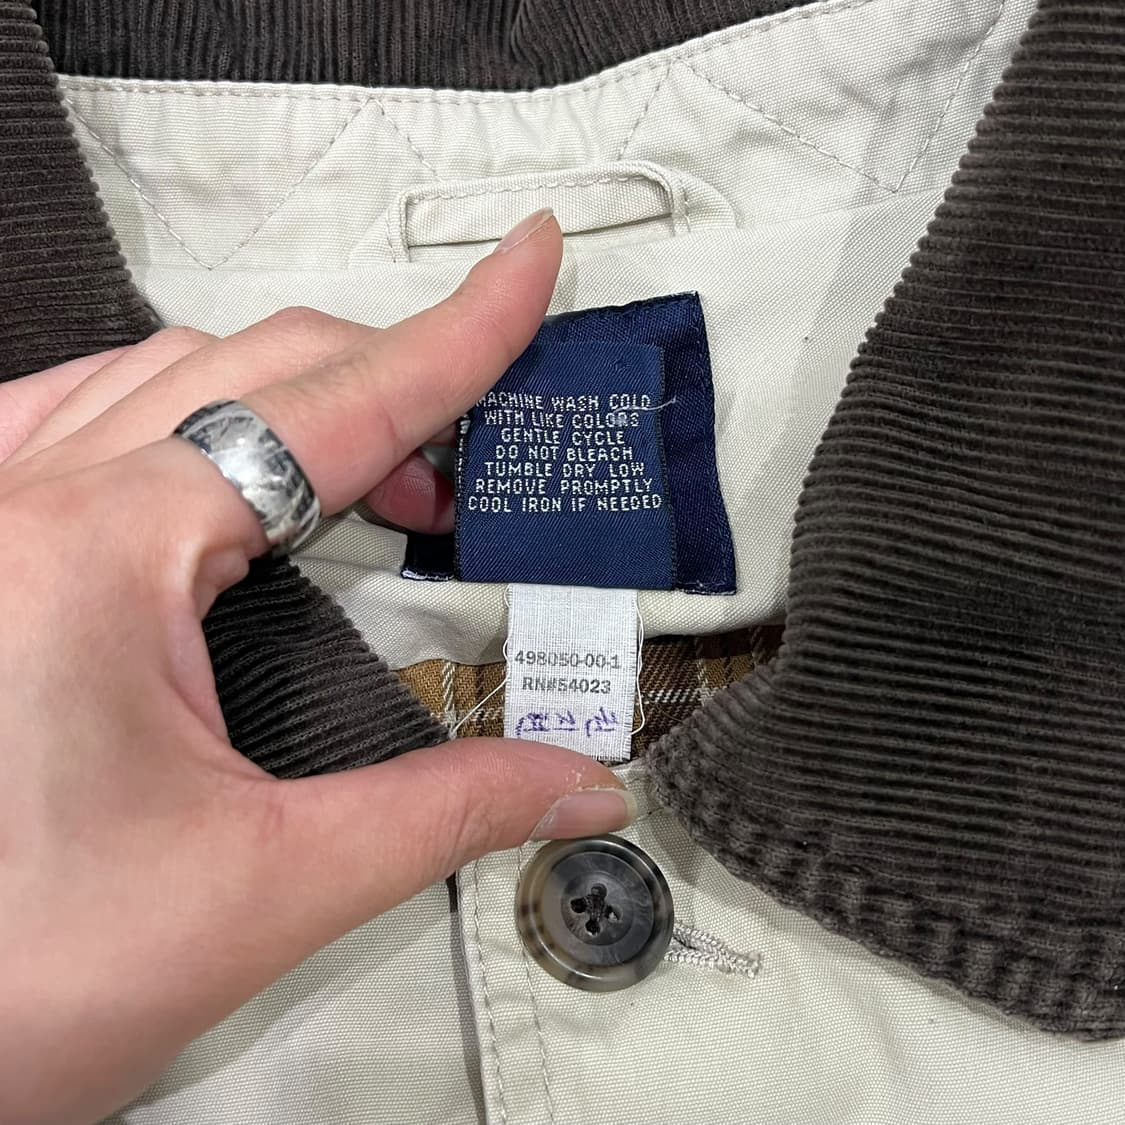 MACHINE WASH COLD
WITH LIKE COLORS
GENTLE CYCLE
DO NOT BLEACH
TUMBLE DRY LOW
REMOVE PROMPTLY
COOL IRON IF NEEDED
498050-00-1
RN#54023